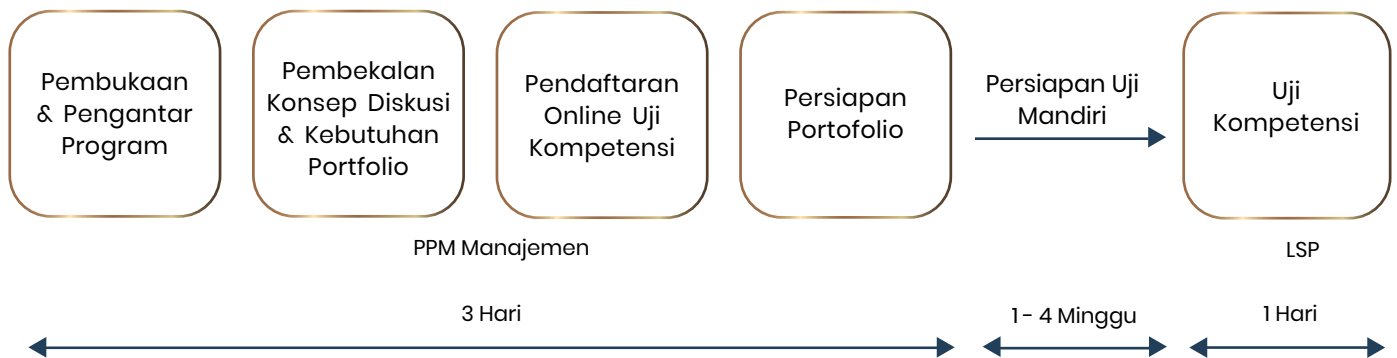 Pembukaan
& Pengantar
Program
Pembekalan
Konsep Diskusi
& Kebutuhan
Portfolio
Pendaftaran
Online Uji
Kompetensi
Persiapan
Portofolio
Persiapan Uji
Mandiri
Uji
Kompetensi
PPM Manajemen
LSP
3 Hari
1 - 4 Minggu
1 Hari